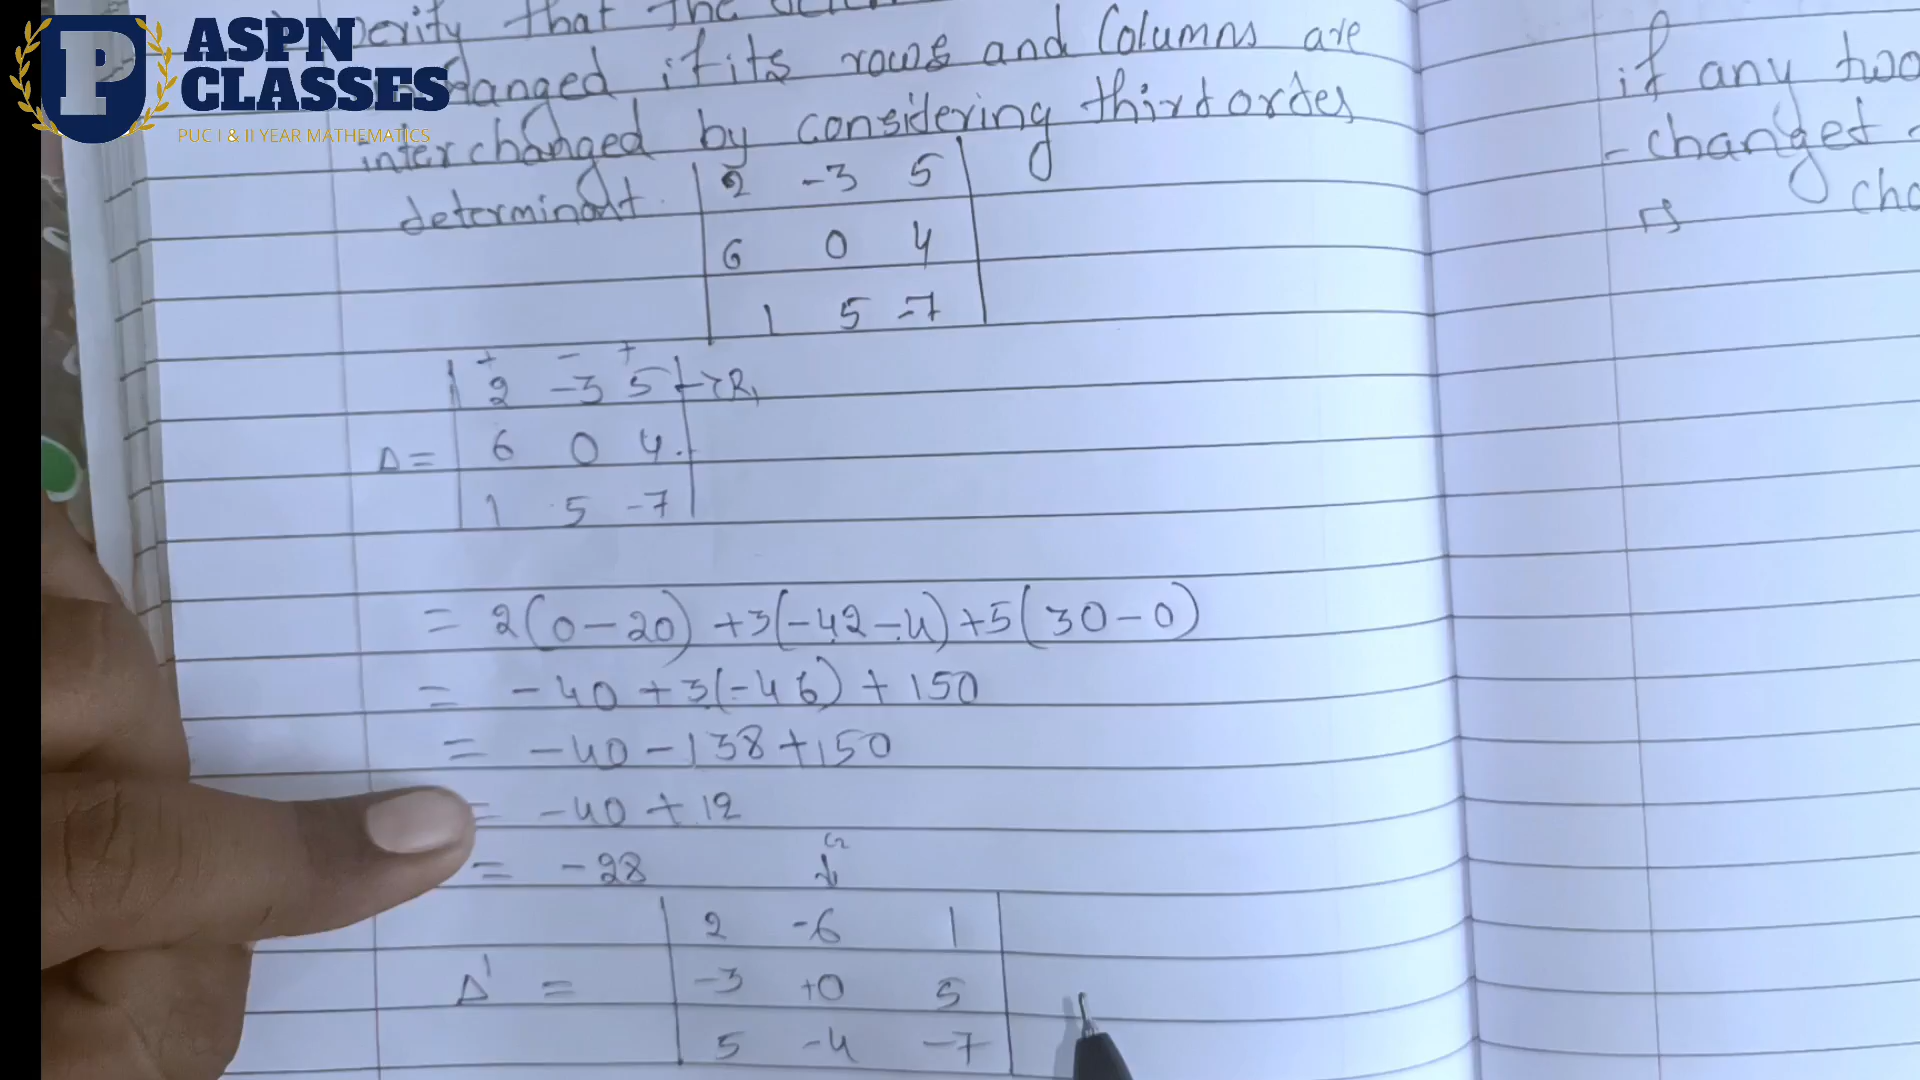 ASPN
CLASSES
PUC I & II YEAR MATHEMATICS
that the
if its rows and Columns are
interchanged by considering third order
determinant. | 2 -3 5 |
6 0 4
1 5 -7
+ - +
2 -3 5 → R1
Δ = 6 0 4
1 5 -7
= 2(0-20) +3(-42-4) +5(30-0)
= -40 +3(-46) + 150
= -40 - 138 + 150
= -40 + 12
= -28
C2
↓
2 -6 1
Δ' = -3 +0 5
5 -4 -7
if any two
- changed
is